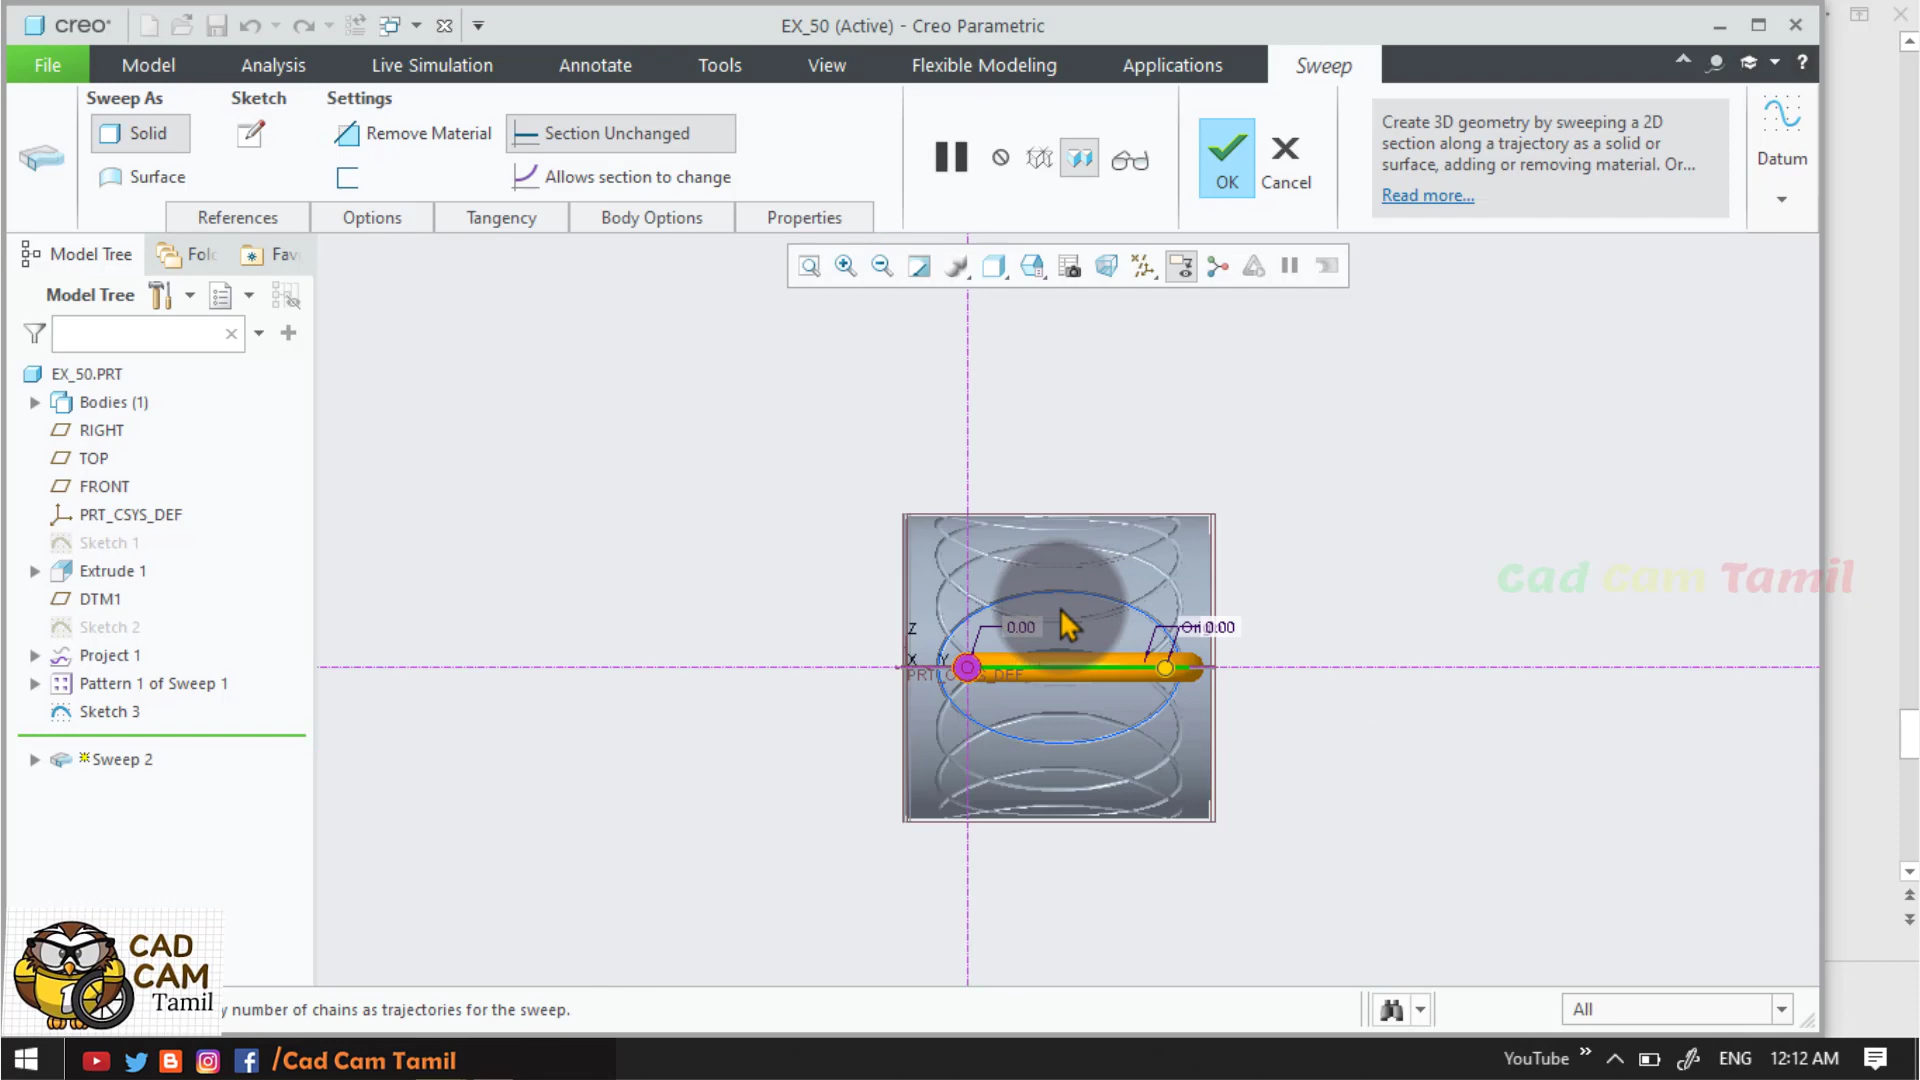 creo
EX_50 (Active) - Creo Parametric
File
Model
Analysis
Live Simulation
Annotate
Tools
View
Flexible Modeling
Applications
Sweep
Sweep As
Sketch
Settings
Solid
Remove Material
Section Unchanged
Surface
Allows section to change
OK
Cancel
Create 3D geometry by sweeping a 2D
section along a trajectory as a solid or
surface, adding or removing material. Or...
Read more...
Datum
References
Options
Tangency
Body Options
Properties
Model Tree
Fol
Fav
Model Tree
EX_50.PRT
Bodies (1)
RIGHT
TOP
FRONT
PRT_CSYS_DEF
Sketch 1
Extrude 1
DTM1
Sketch 2
Project 1
Pattern 1 of Sweep 1
Sketch 3
Sweep 2
Z
0.00
0.00
X
Y
Cad Cam Tamil
CAD
CAM
Tamil
y number of chains as trajectories for the sweep.
All
/Cad Cam Tamil
YouTube
ENG
12:12 AM